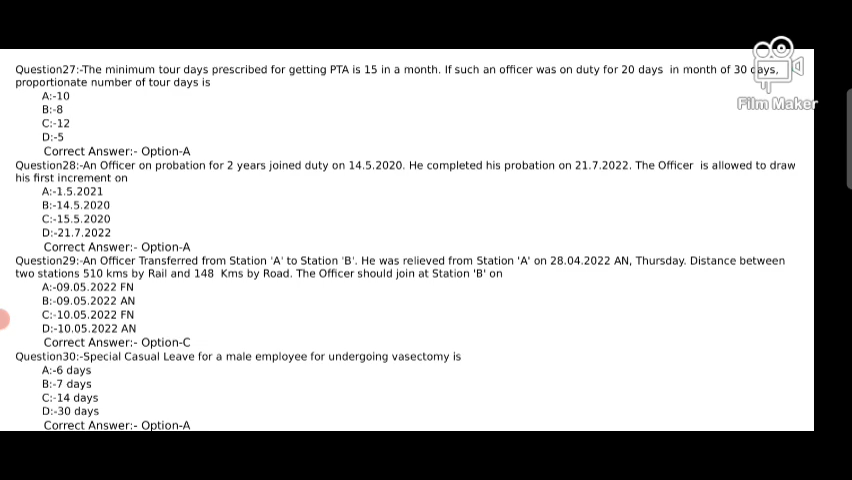 Question27:-The minimum tour days prescribed for getting PTA is 15 in a month. If such an officer was on duty for 20 days  in month of 30 days,
proportionate number of tour days is
A:-10
B:-8
C:-12
D:-5
Correct Answer:- Option-A
Question28:-An Officer on probation for 2 years joined duty on 14.5.2020. He completed his probation on 21.7.2022. The Officer  is allowed to draw
his first increment on
A:-1.5.2021
B:-14.5.2020
C:-15.5.2020
D:-21.7.2022
Correct Answer:- Option-A
Question29:-An Officer Transferred from Station 'A' to Station 'B'. He was relieved from Station 'A' on 28.04.2022 AN, Thursday. Distance between
two stations 510 kms by Rail and 148  Kms by Road. The Officer should join at Station 'B' on
A:-09.05.2022 FN
B:-09.05.2022 AN
C:-10.05.2022 FN
D:-10.05.2022 AN
Correct Answer:- Option-C
Question30:-Special Casual Leave for a male employee for undergoing vasectomy is
A:-6 days
B:-7 days
C:-14 days
D:-30 days
Correct Answer:- Option-A
Film Maker